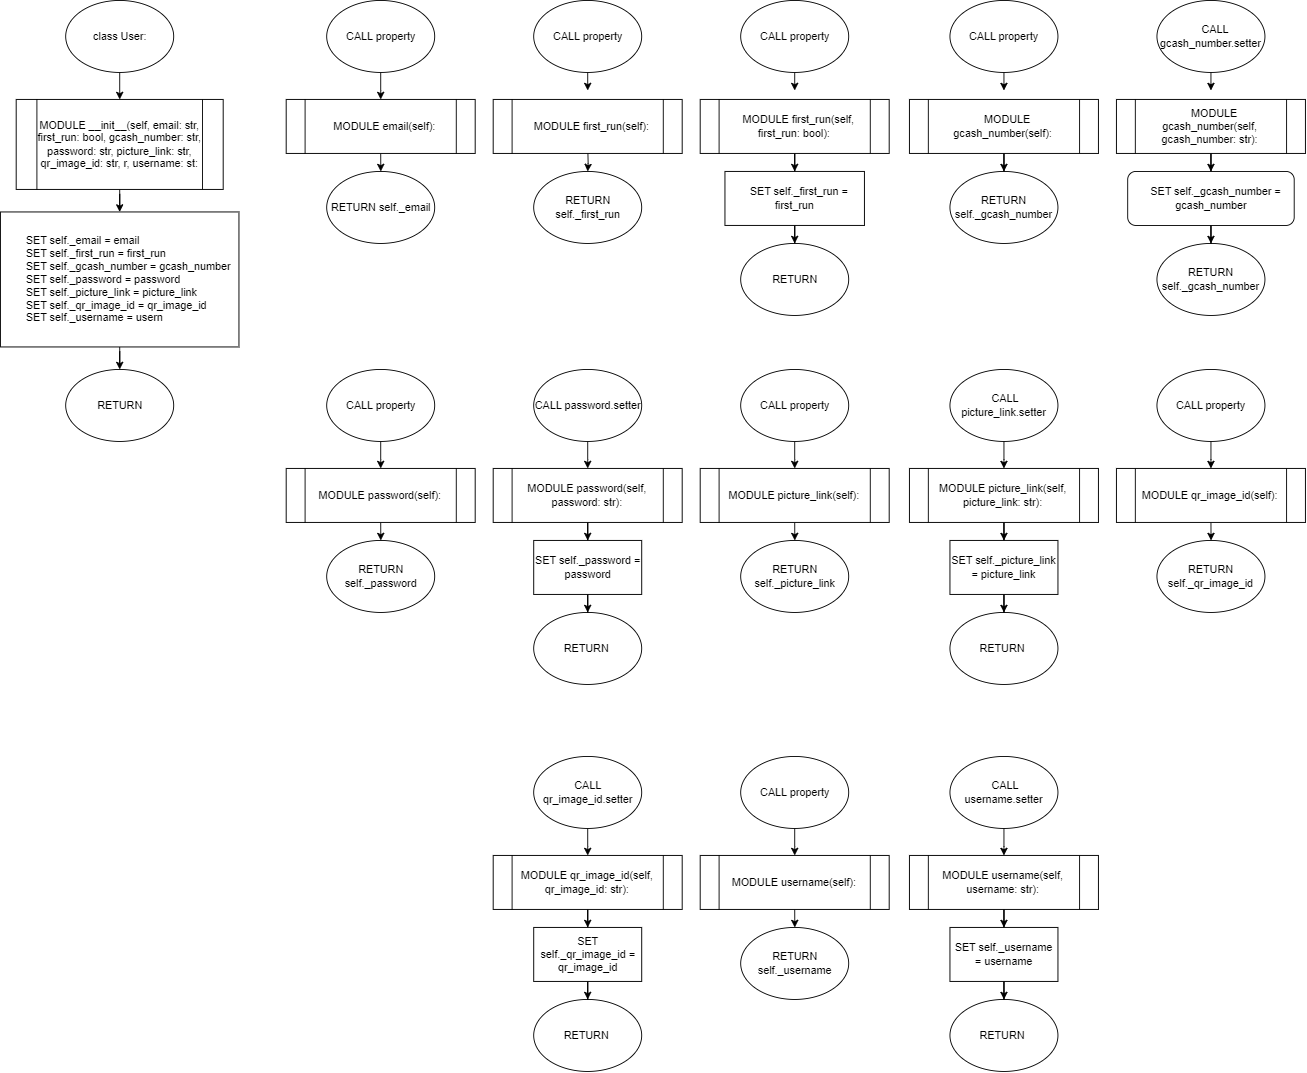 class User:
MODULE __init__(self, email: str,
first_run: bool, gcash_number: str,
password: str, picture_link: str,
qr_image_id: str, r, username: st:
SET self._email = email
SET self._first_run = first_run
SET self._gcash_number = gcash_number
SET self._password = password
SET self._picture_link = picture_link
SET self._qr_image_id = qr_image_id
SET self._username = usern
RETURN
CALL property
MODULE email(self):
RETURN self._email
CALL property
MODULE first_run(self):
RETURN
self._first_run
CALL property
MODULE first_run(self,
first_run: bool):
SET self._first_run =
first_run
RETURN
CALL property
MODULE
gcash_number(self):
RETURN
self._gcash_number
CALL
gcash_number.setter
MODULE
gcash_number(self,
gcash_number: str):
SET self._gcash_number =
gcash_number
RETURN
self._gcash_number
CALL property
MODULE password(self):
RETURN
self._password
CALL password.setter
MODULE password(self,
password: str):
SET self._password =
password
RETURN
CALL property
MODULE picture_link(self):
RETURN
self._picture_link
CALL
picture_link.setter
MODULE picture_link(self,
picture_link: str):
SET self._picture_link
= picture_link
RETURN
CALL property
MODULE qr_image_id(self):
RETURN
self._qr_image_id
CALL
qr_image_id.setter
MODULE qr_image_id(self,
qr_image_id: str):
SET
self._qr_image_id =
qr_image_id
RETURN
CALL property
MODULE username(self):
RETURN
self._username
CALL
username.setter
MODULE username(self,
username: str):
SET self._username
= username
RETURN